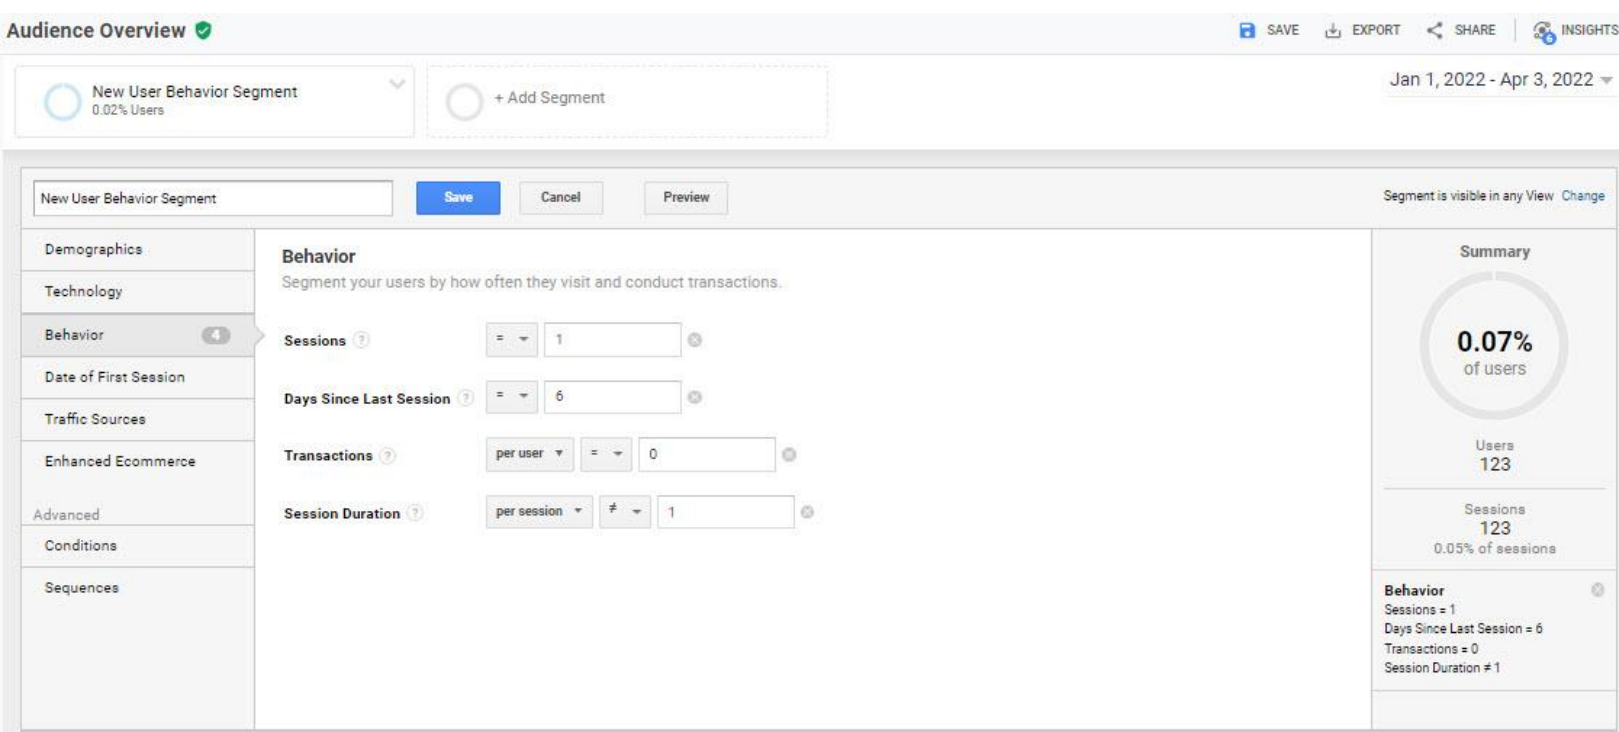 Audience Overview
SAVE EXPORT SHARE 6 INSIGHTS
New User Behavior Segment
0.02% Users
+ Add Segment
Jan 1, 2022 - Apr 3, 2022
New User Behavior Segment
Save Cancel Preview
Segment is visible in any View Change
Demographics
Technology
Behavior 4
Date of First Session
Traffic Sources
Enhanced Ecommerce
Advanced
Conditions
Sequences
Behavior
Segment your users by how often they visit and conduct transactions.
Sessions ? = 1
Days Since Last Session ? = 6
Transactions ? per user = 0
Session Duration ? per session ≠ 1
Summary
0.07%
of users
Users
123
Sessions
123
0.05% of sessions
Behavior
Sessions = 1
Days Since Last Session = 6
Transactions = 0
Session Duration ≠ 1